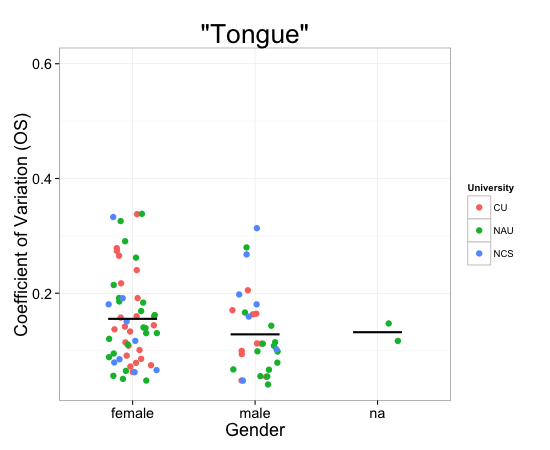 "Tongue"
0.6
0.4
0.2
Coefficient of Variation (OS)
female male na
Gender
University
CU
NAU
NCS